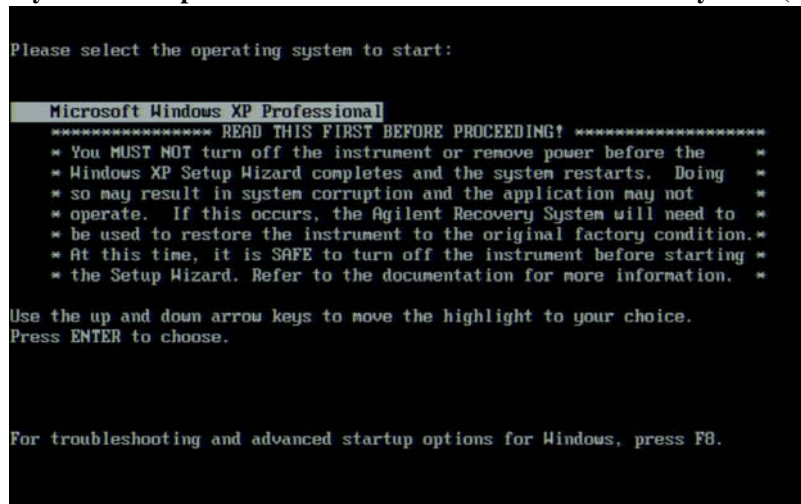 Please select the operating system to start:
Microsoft Windows XP Professional
**************** READ THIS FIRST BEFORE PROCEEDING! *******************
* You MUST NOT turn off the instrument or remove power before the *
* Windows XP Setup Wizard completes and the system restarts. Doing *
* so may result in system corruption and the application may not *
* operate. If this occurs, the Agilent Recovery System will need to *
* be used to restore the instrument to the original factory condition.*
* At this time, it is SAFE to turn off the instrument before starting *
* the Setup Wizard. Refer to the documentation for more information. *
Use the up and down arrow keys to move the highlight to your choice.
Press ENTER to choose.
For troubleshooting and advanced startup options for Windows, press F8.